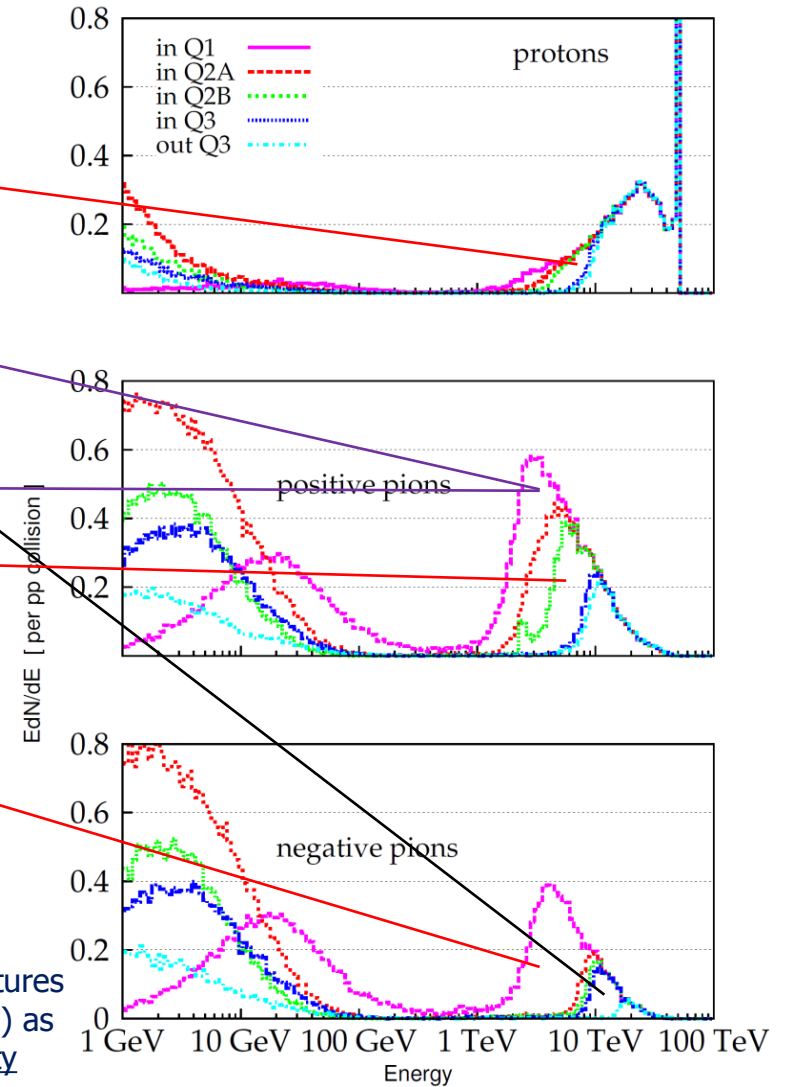 0.8
in Q1
in Q2A
in Q2B
in Q3
out Q3
protons
0.6
0.4
0.2
0.8
0.6
positive pions
0.4
0.2
EdN/dE [ per pp collision ]
0.8
0.6
negative pions
0.4
0.2
tures
) as
ty
0
1 GeV 10 GeV 100 GeV 1 TeV 10 TeV 100 TeV
Energy